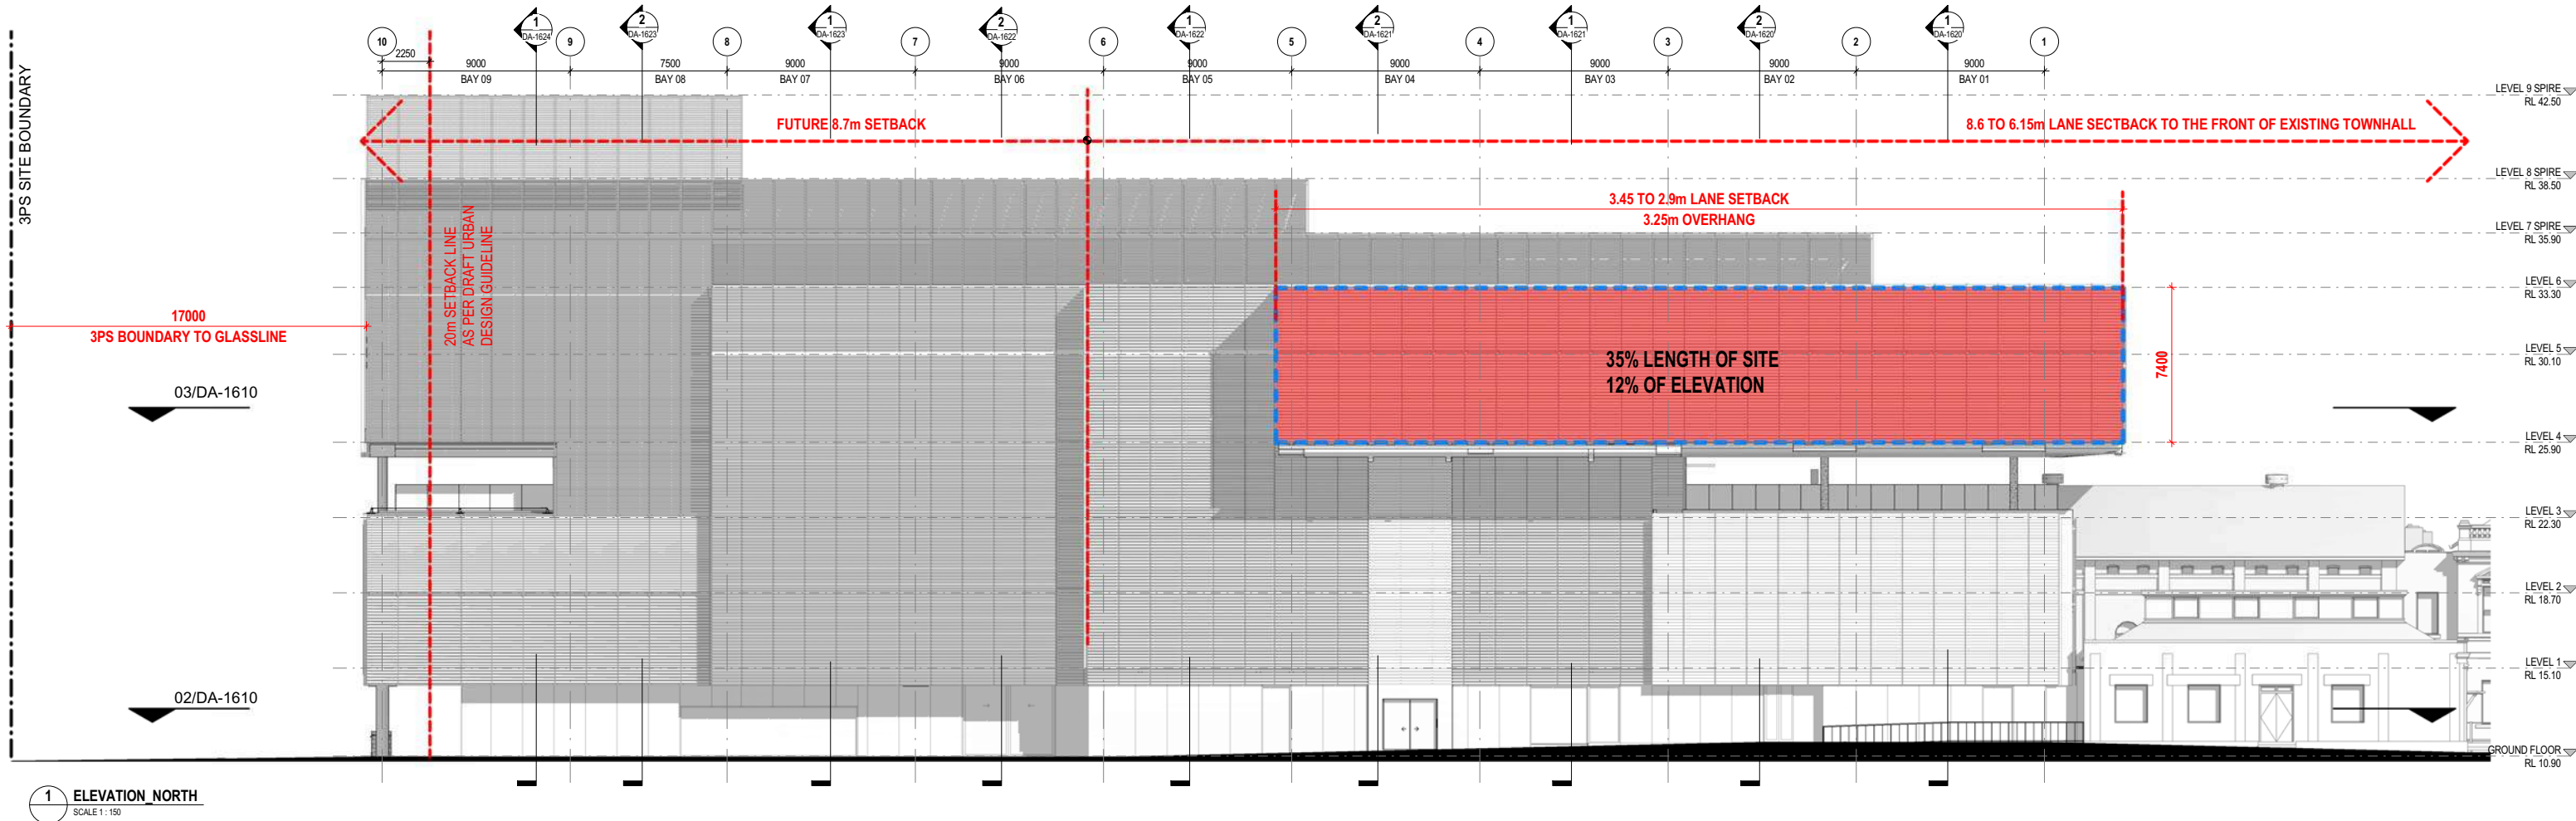 1
DA-1624
2
DA-1623
1
DA-1623
2
DA-1622
1
DA-1622
2
DA-1621
1
DA-1621
2
DA-1620
1
DA-1620
10
9
8
7
6
5
4
3
2
1
2250
9000
7500
9000
9000
9000
9000
9000
9000
9000
BAY 09
BAY 08
BAY 07
BAY 06
BAY 05
BAY 04
BAY 03
BAY 02
BAY 01
3PS SITE BOUNDARY
LEVEL 9 SPIRE
RL 42.50
FUTURE 8.7m SETBACK
8.6 TO 6.15m LANE SECTBACK TO THE FRONT OF EXISTING TOWNHALL
LEVEL 8 SPIRE
RL 38.50
3.45 TO 2.9m LANE SETBACK
3.25m OVERHANG
LEVEL 7 SPIRE
RL 35.90
20m SETBACK LINE
AS PER DRAFT URBAN
DESIGN GUIDELINE
LEVEL 6
RL 33.30
17000
3PS BOUNDARY TO GLASSLINE
35% LENGTH OF SITE
12% OF ELEVATION
7400
LEVEL 5
RL 30.10
03/DA-1610
LEVEL 4
RL 25.90
LEVEL 3
RL 22.30
LEVEL 2
RL 18.70
LEVEL 1
RL 15.10
02/DA-1610
GROUND FLOOR
RL 10.90
1
ELEVATION_NORTH
SCALE 1 : 150